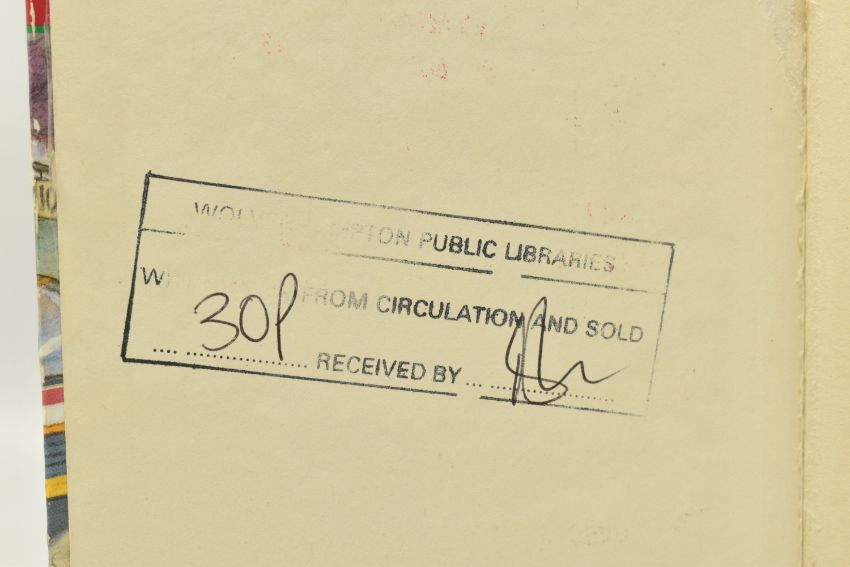 PUBLIC LIBRARIES
FROM CIRCULATION AND SOLD
30p
RECEIVED BY